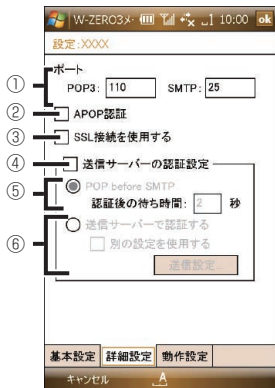 W-ZERO3メ 10:00 ok
設定:XXXX
① ポート
POP3: 110 SMTP: 25
② APOP認証
③ SSL接続を使用する
④ 送信サーバーの認証設定
⑤ POP before SMTP
認証後の待ち時間: 2 秒
⑥ 送信サーバーで認証する
別の設定を使用する
送信設定...
基本設定 詳細設定 動作設定
キャンセル A